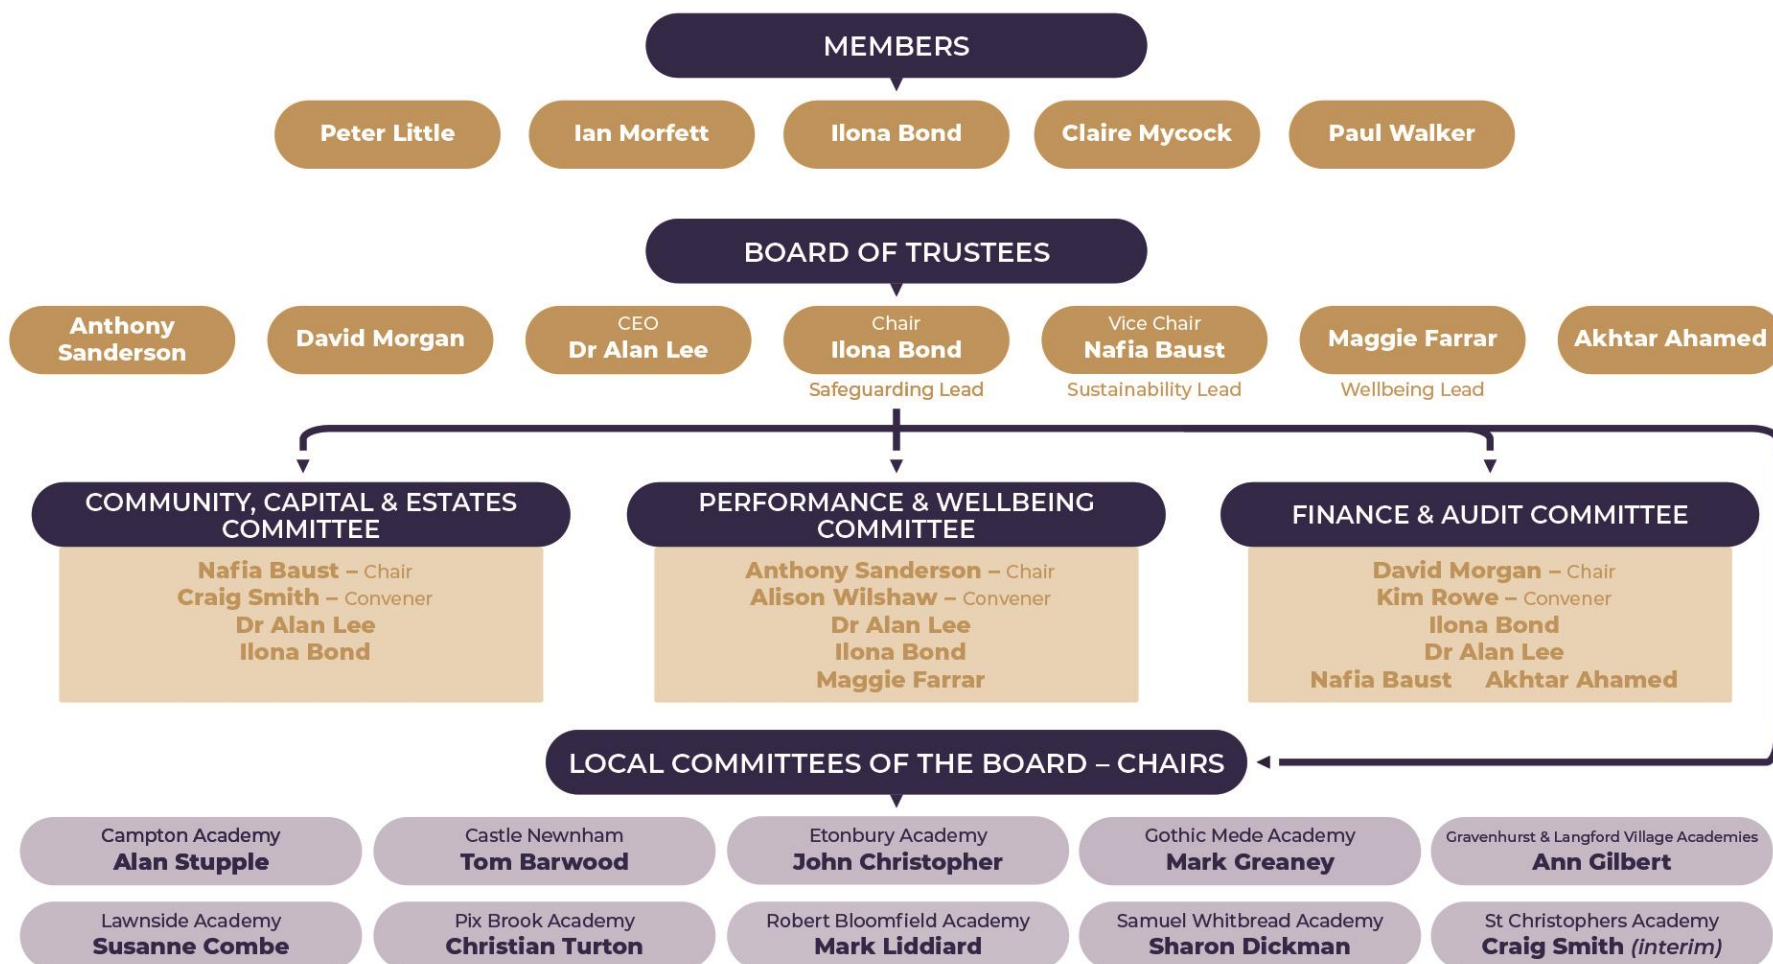 MEMBERS
Peter Little
Ian Morfett
Ilona Bond
Claire Mycock
Paul Walker
BOARD OF TRUSTEES
Anthony
Sanderson
David Morgan
CEO
Dr Alan Lee
Chair
Ilona Bond
Safeguarding Lead
Vice Chair
Nafia Baust
Sustainability Lead
Maggie Farrar
Wellbeing Lead
Akhtar Ahamed
COMMUNITY, CAPITAL & ESTATES
COMMITTEE
Nafia Baust – Chair
Craig Smith – Convener
Dr Alan Lee
Ilona Bond
PERFORMANCE & WELLBEING
COMMITTEE
Anthony Sanderson – Chair
Alison Wilshaw – Convener
Dr Alan Lee
Ilona Bond
Maggie Farrar
FINANCE & AUDIT COMMITTEE
David Morgan – Chair
Kim Rowe – Convener
Ilona Bond
Dr Alan Lee
Nafia Baust Akhtar Ahamed
LOCAL COMMITTEES OF THE BOARD – CHAIRS
Campton Academy
Alan Stupple
Castle Newnham
Tom Barwood
Etonbury Academy
John Christopher
Gothic Mede Academy
Mark Greaney
Gravenhurst & Langford Village Academies
Ann Gilbert
Lawnside Academy
Susanne Combe
Pix Brook Academy
Christian Turton
Robert Bloomfield Academy
Mark Liddiard
Samuel Whitbread Academy
Sharon Dickman
St Christophers Academy
Craig Smith (interim)